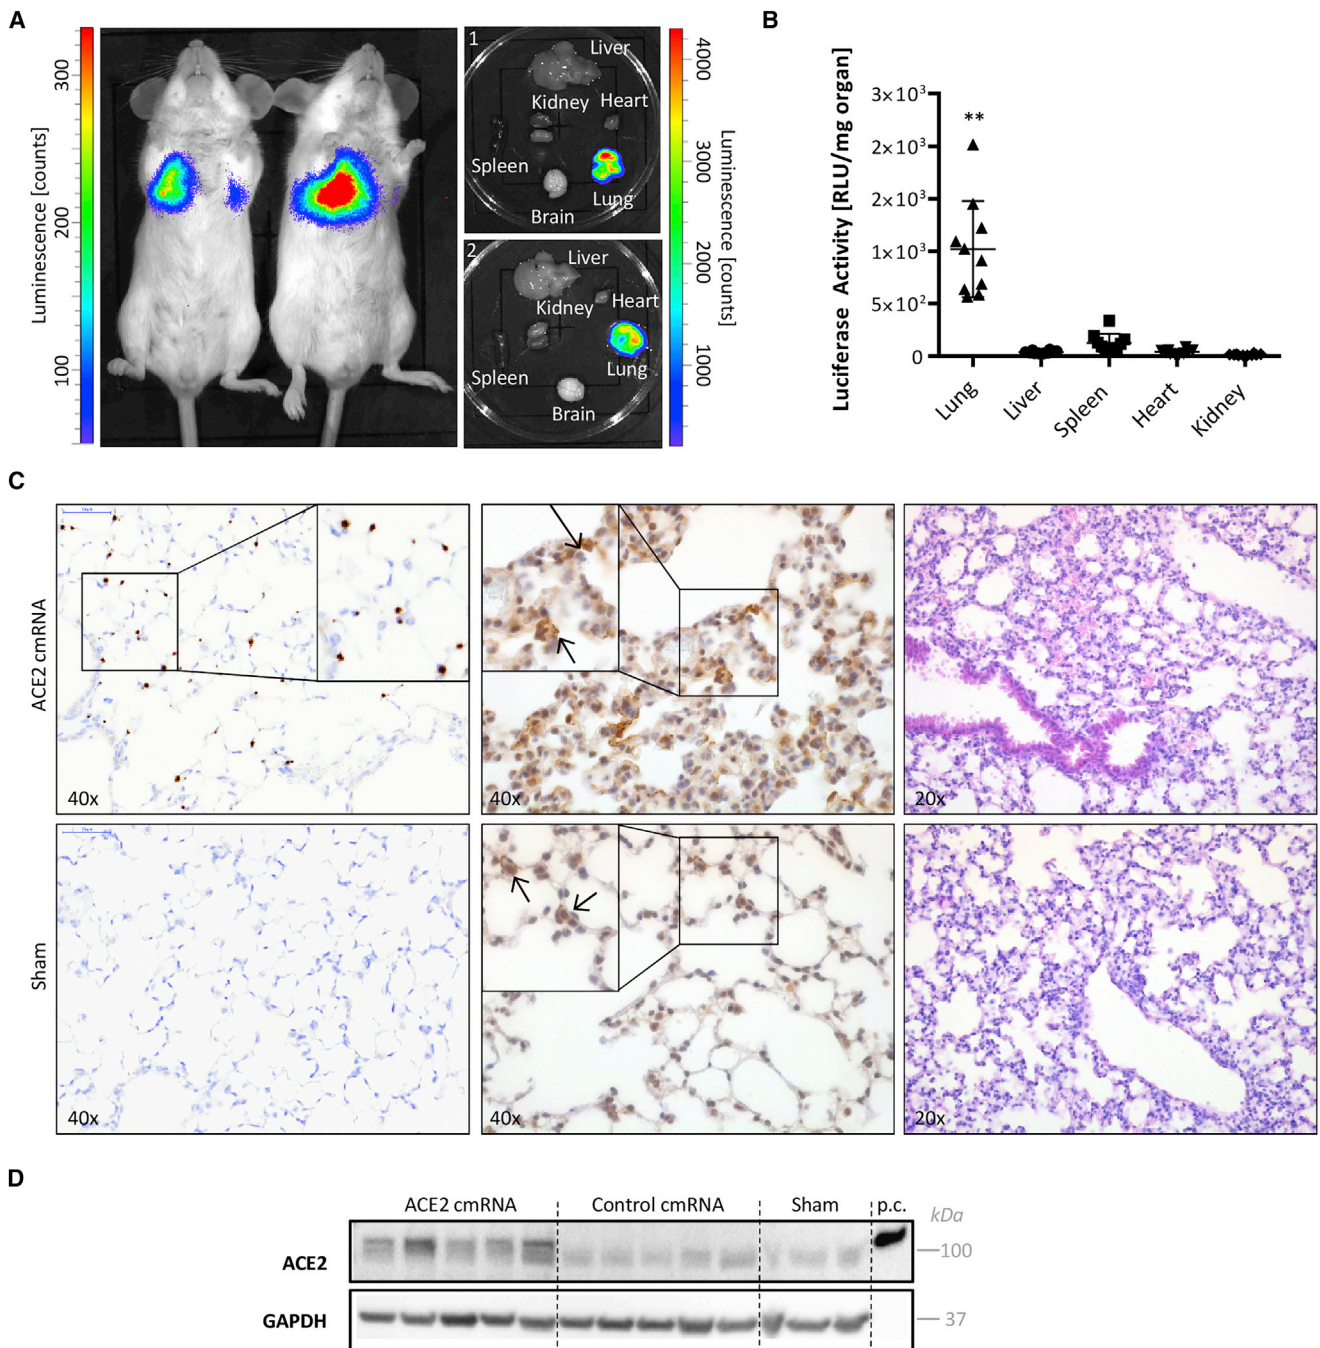 A
Luminescence [counts]
300
200
100
1
Liver
Kidney
Heart
Spleen
Lung
Brain
2
Liver
Kidney
Heart
Spleen
Lung
Brain
4000
3000
2000
1000
Luminescence [counts]
B
Luciferase Activity [RLU/mg organ]
3×10³
2×10³
2×10³
1×10³
5×10²
0
**
Lung
Liver
Spleen
Heart
Kidney
C
ACE2 cmRNA
40x
40x
20x
Sham
40x
40x
20x
D
ACE2 cmRNA
Control cmRNA
Sham
p.c.
kDa
ACE2
100
GAPDH
37